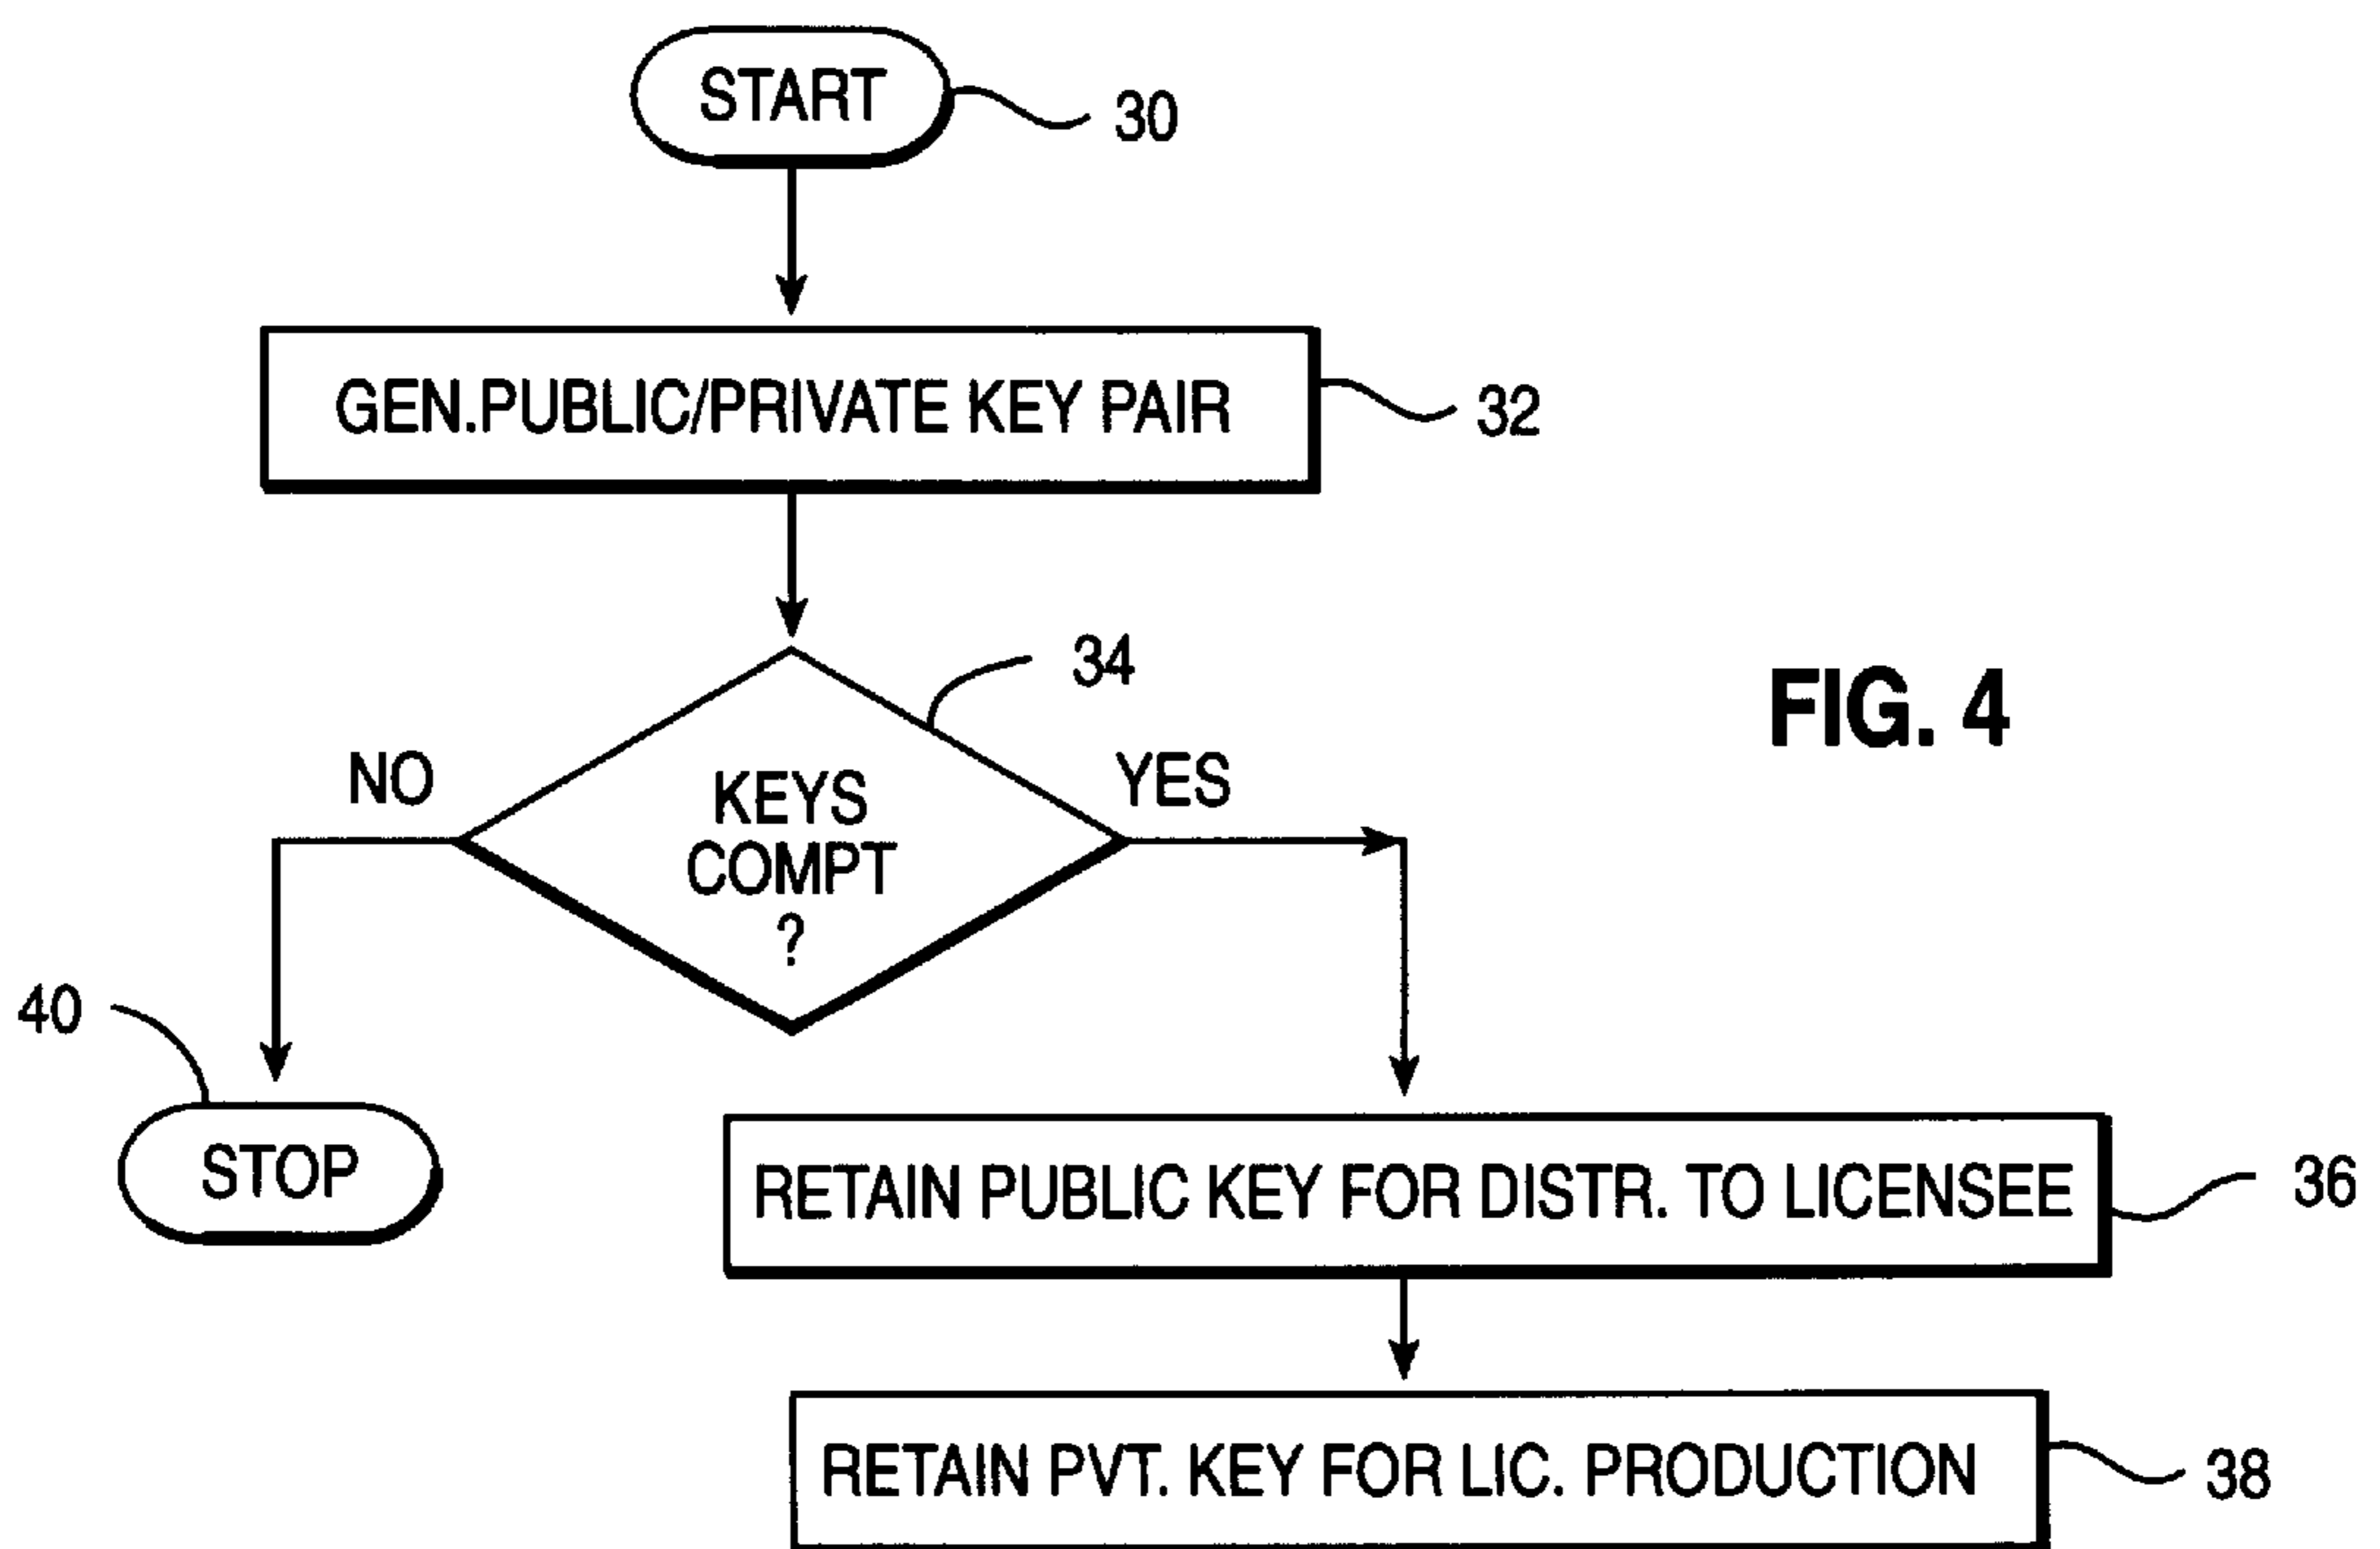 START
30
GEN.PUBLIC/PRIVATE KEY PAIR
32
34
FIG. 4
NO
YES
KEYS
COMPT
?
40
STOP
RETAIN PUBLIC KEY FOR DISTR. TO LICENSEE
36
RETAIN PVT. KEY FOR LIC. PRODUCTION
38